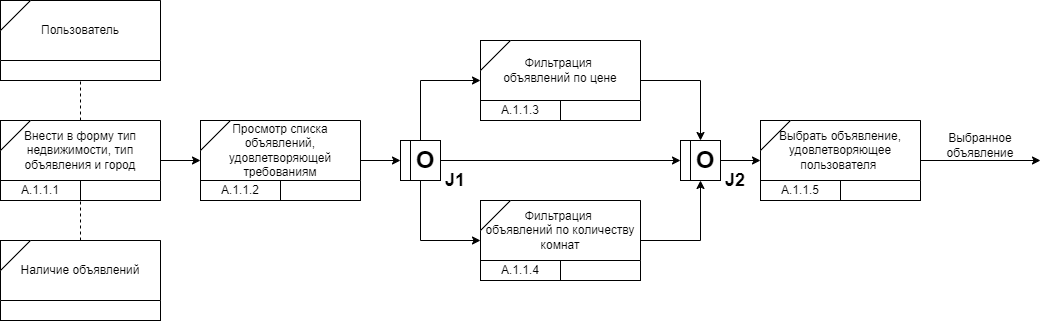 Пользователь
Внести в форму тип
недвижимости, тип
объявления и город
А.1.1.1
Наличие объявлений
Просмотр списка
объявлений,
удовлетворяющей
требованиям
А.1.1.2
O
J1
Фильтрация
объявлений по цене
А.1.1.3
Фильтрация
объявлений по количеству
комнат
А.1.1.4
O
J2
Выбрать объявление,
удовлетворяющее
пользователя
А.1.1.5
Выбранное
объявление